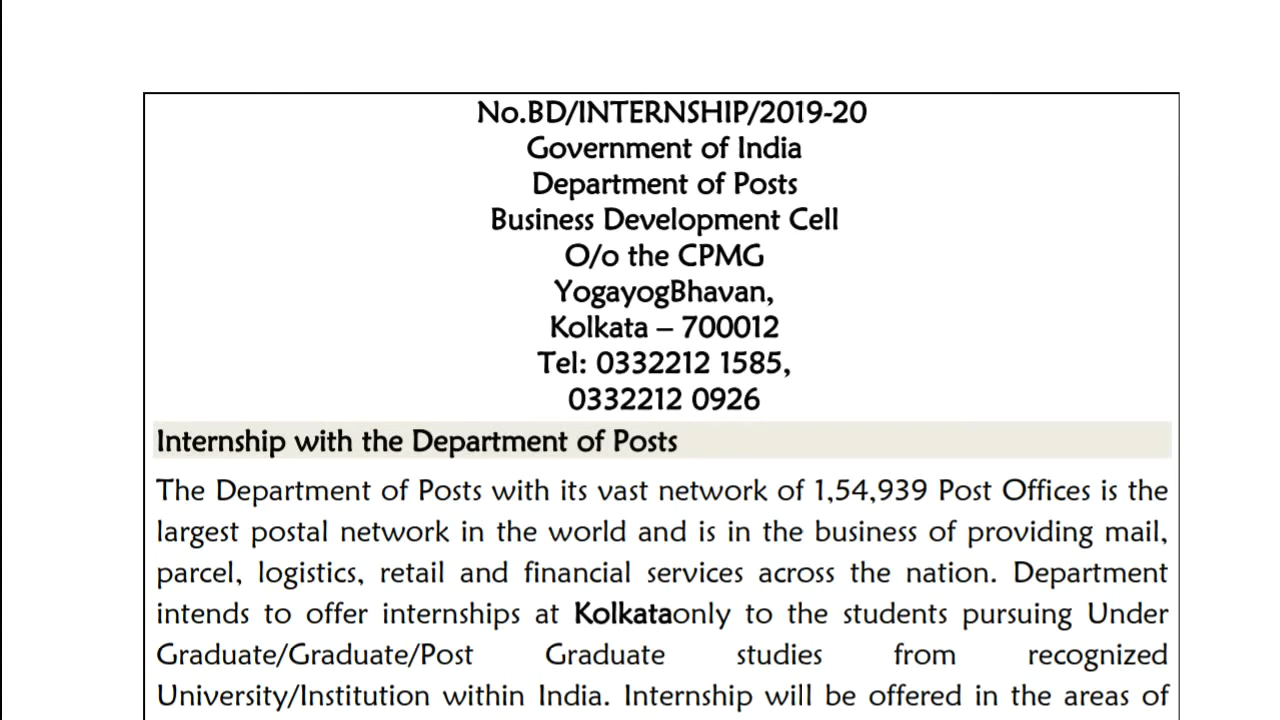 No.BD/INTERNSHIP/2019-20
Government of India
Department of Posts
Business Development Cell
O/o the CPMG
YogayogBhavan,
Kolkata – 700012
Tel: 0332212 1585,
0332212 0926
Internship with the Department of Posts
The Department of Posts with its vast network of 1,54,939 Post Offices is the
largest postal network in the world and is in the business of providing mail,
parcel, logistics, retail and financial services across the nation. Department
intends to offer internships at Kolkataonly to the students pursuing Under
Graduate/Graduate/Post Graduate studies from recognized
University/Institution within India. Internship will be offered in the areas of